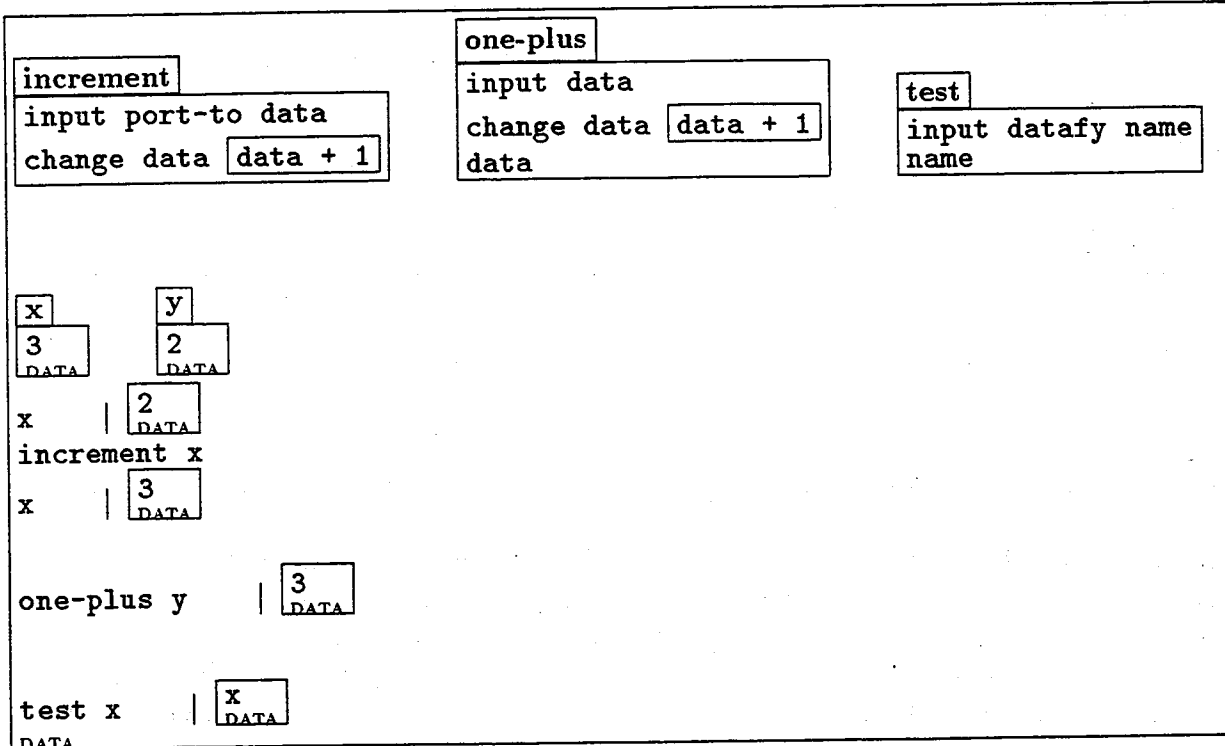 one-plus
increment
input data
test
input port-to data
change data data + 1
input datafy name
change data data + 1
data
name
x y
3 2
DATA DATA
x | 2
DATA
increment x
x | 3
DATA
one-plus y | 3
DATA
test x | x
DATA
DATA